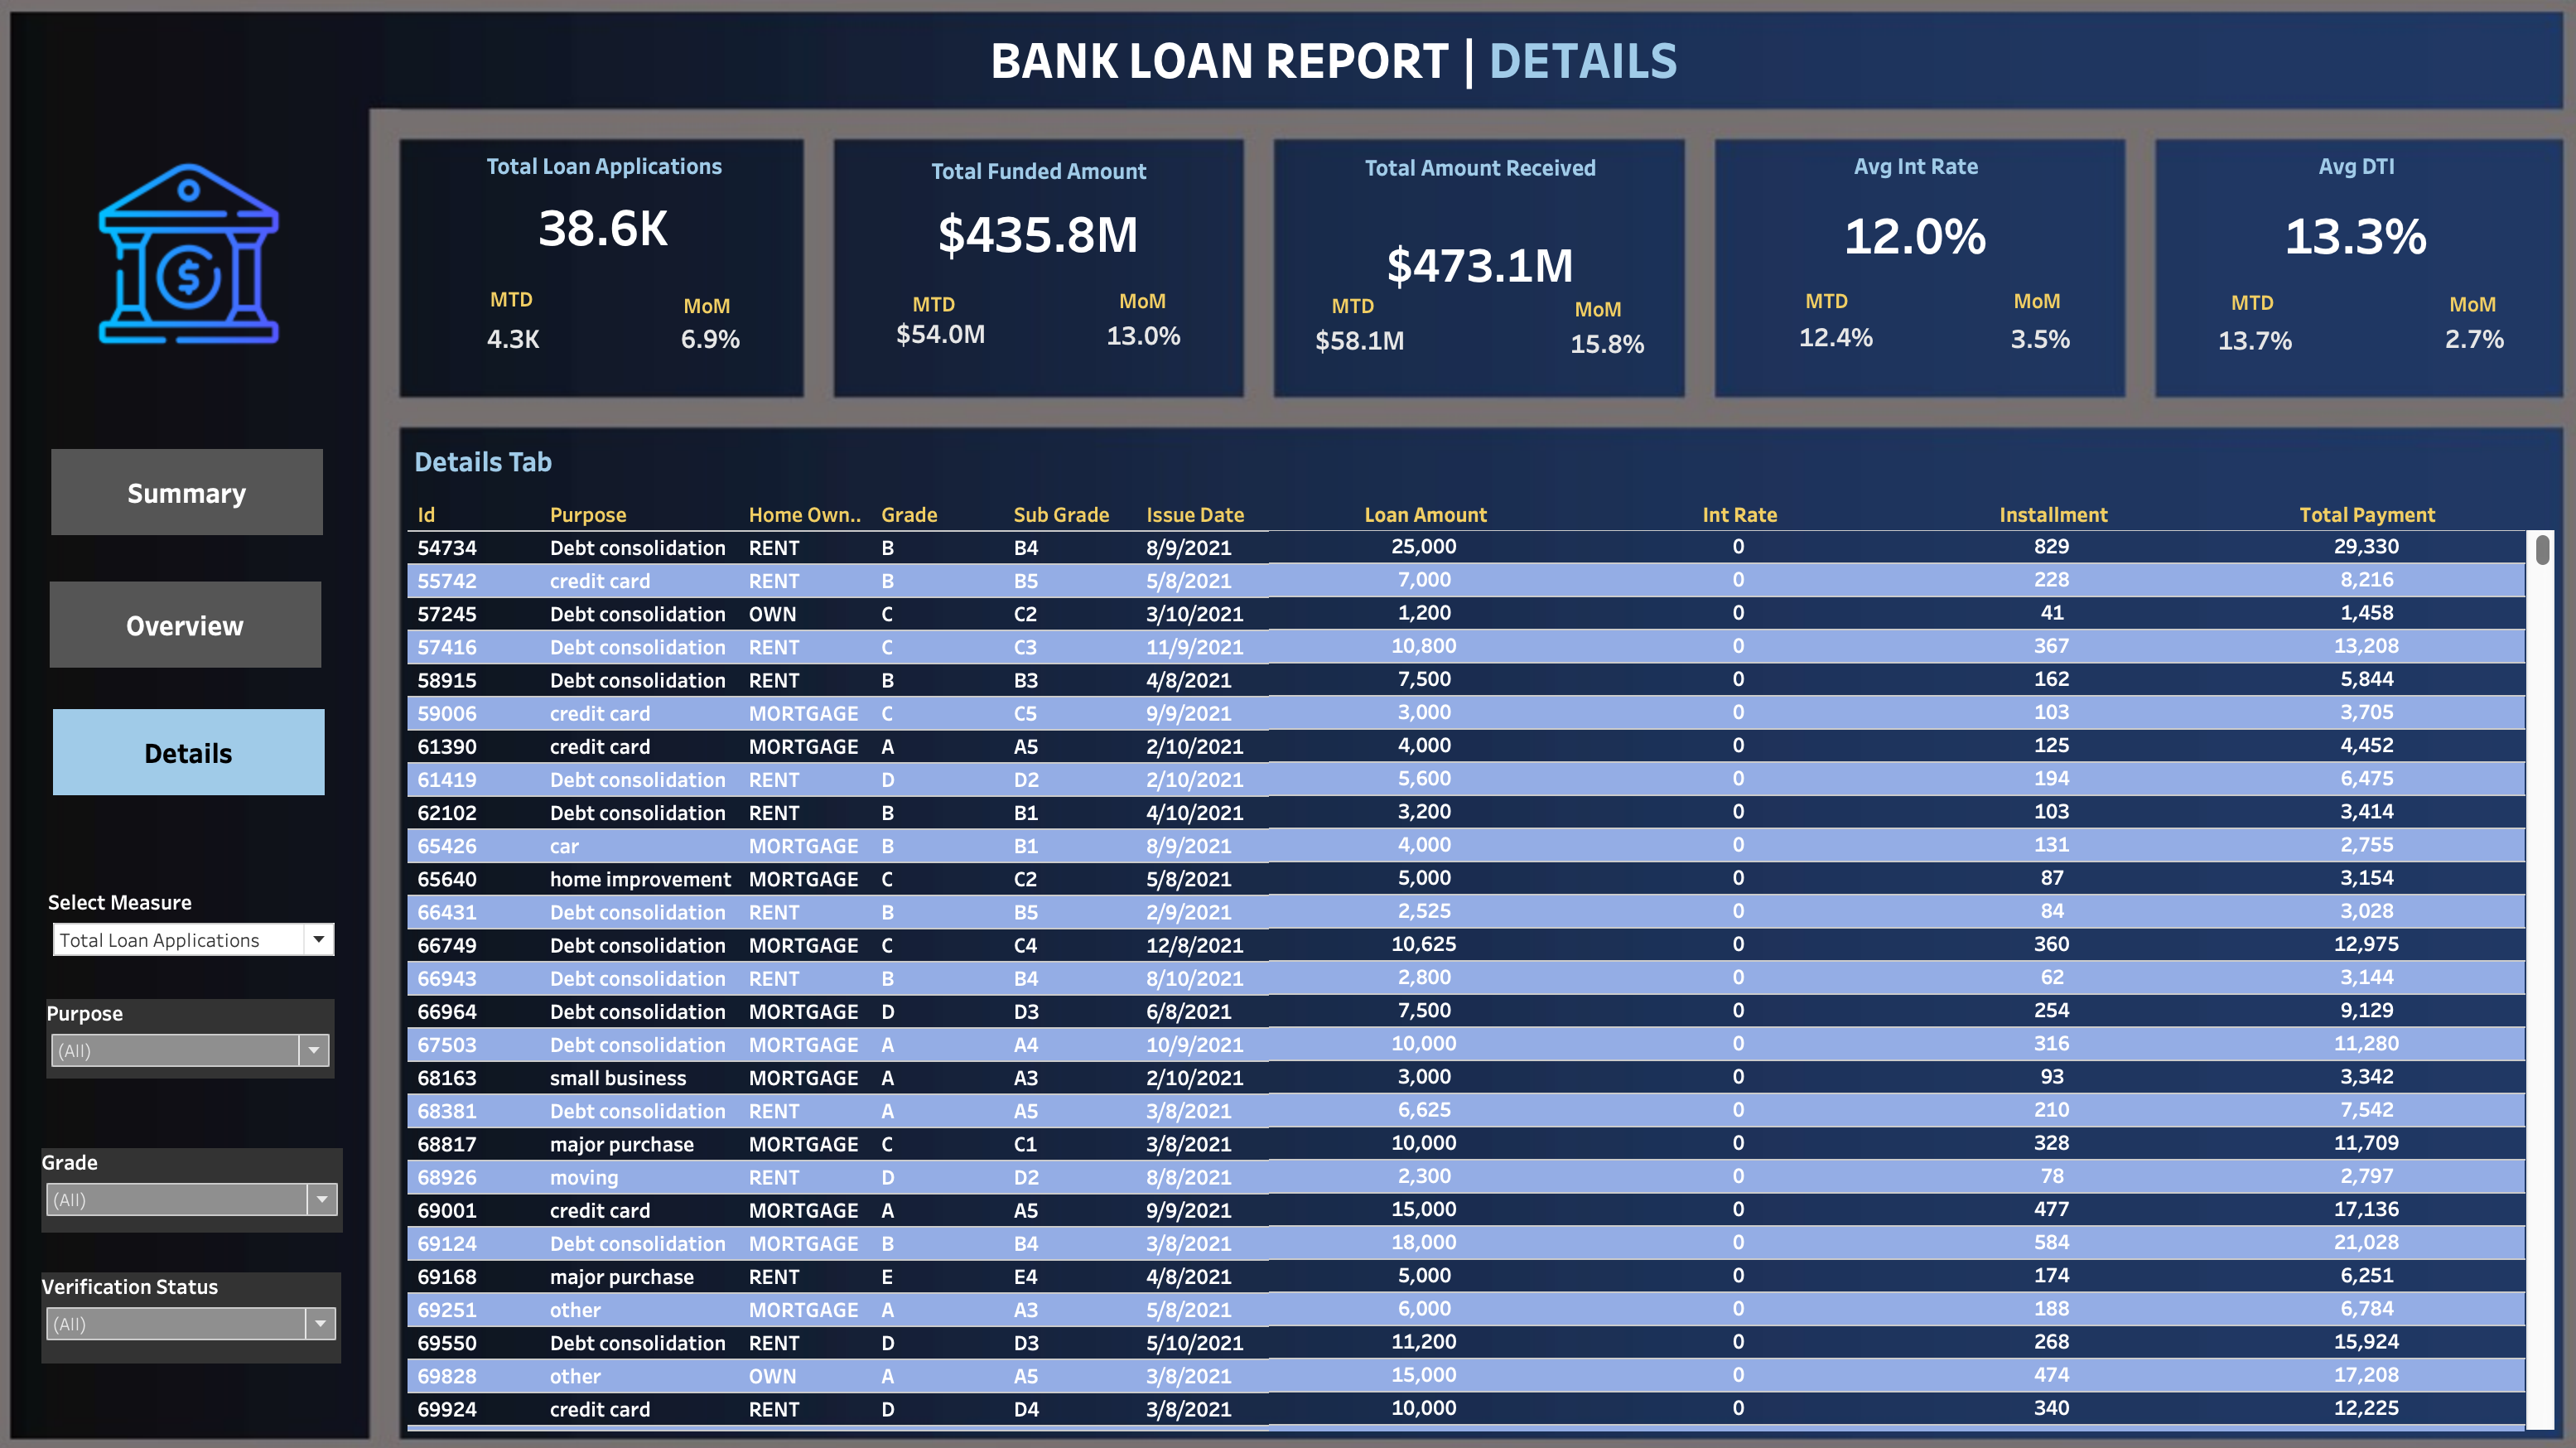 BANK LOAN REPORT | DETAILS
Total Loan Applications
38.6K
MTD MoM
4.3K 6.9%
Total Funded Amount
$435.8M
MTD MoM
$54.0M 13.0%
Total Amount Received
$473.1M
MTD MoM
$58.1M 15.8%
Avg Int Rate
12.0%
MTD MoM
12.4% 3.5%
Avg DTI
13.3%
MTD MoM
13.7% 2.7%
$
Summary
Overview
Details
Select Measure
Total Loan Applications
Purpose
(All)
Grade
(All)
Verification Status
(All)
Details Tab
Id Purpose Home Own.. Grade Sub Grade Issue Date Loan Amount Int Rate Installment Total Payment
54734 Debt consolidation RENT B B4 8/9/2021 25,000 0 829 29,330
55742 credit card RENT B B5 5/8/2021 7,000 0 228 8,216
57245 Debt consolidation OWN C C2 3/10/2021 1,200 0 41 1,458
57416 Debt consolidation RENT C C3 11/9/2021 10,800 0 367 13,208
58915 Debt consolidation RENT B B3 4/8/2021 7,500 0 162 5,844
59006 credit card MORTGAGE C C5 9/9/2021 3,000 0 103 3,705
61390 credit card MORTGAGE A A5 2/10/2021 4,000 0 125 4,452
61419 Debt consolidation RENT D D2 2/10/2021 5,600 0 194 6,475
62102 Debt consolidation RENT B B1 4/10/2021 3,200 0 103 3,414
65426 car MORTGAGE B B1 8/9/2021 4,000 0 131 2,755
65640 home improvement MORTGAGE C C2 5/8/2021 5,000 0 87 3,154
66431 Debt consolidation RENT B B5 2/9/2021 2,525 0 84 3,028
66749 Debt consolidation MORTGAGE C C4 12/8/2021 10,625 0 360 12,975
66943 Debt consolidation RENT B B4 8/10/2021 2,800 0 62 3,144
66964 Debt consolidation MORTGAGE D D3 6/8/2021 7,500 0 254 9,129
67503 Debt consolidation MORTGAGE A A4 10/9/2021 10,000 0 316 11,280
68163 small business MORTGAGE A A3 2/10/2021 3,000 0 93 3,342
68381 Debt consolidation RENT A A5 3/8/2021 6,625 0 210 7,542
68817 major purchase MORTGAGE C C1 3/8/2021 10,000 0 328 11,709
68926 moving RENT D D2 8/8/2021 2,300 0 78 2,797
69001 credit card MORTGAGE A A5 9/9/2021 15,000 0 477 17,136
69124 Debt consolidation MORTGAGE B B4 3/8/2021 18,000 0 584 21,028
69168 major purchase RENT E E4 4/8/2021 5,000 0 174 6,251
69251 other MORTGAGE A A3 5/8/2021 6,000 0 188 6,784
69550 Debt consolidation RENT D D3 5/10/2021 11,200 0 268 15,924
69828 other OWN A A5 3/8/2021 15,000 0 474 17,208
69924 credit card RENT D D4 3/8/2021 10,000 0 340 12,225